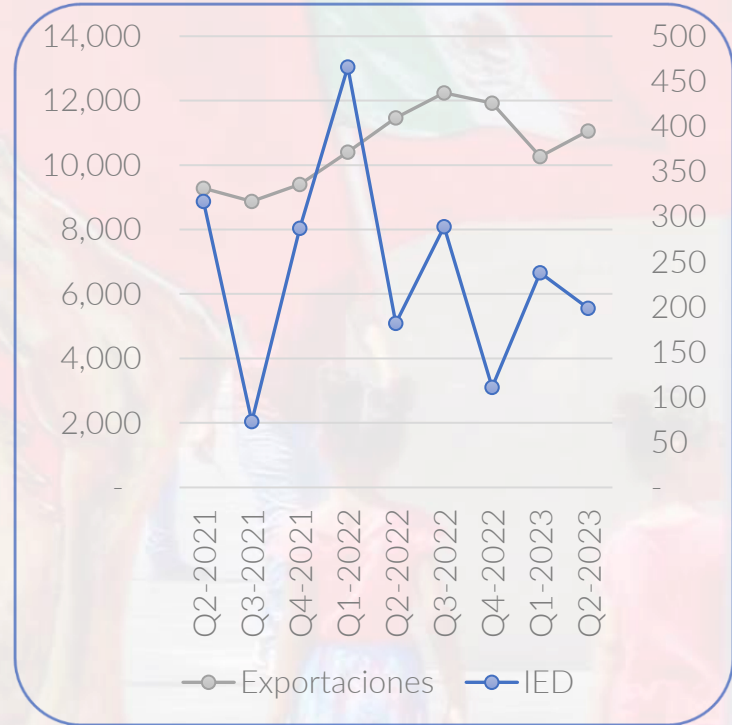 14,000
12,000
10,000
8,000
6,000
4,000
2,000
-
500
450
400
350
300
250
200
150
100
50
-
Q2-2021
Q3-2021
Q4-2021
Q1-2022
Q2-2022
Q3-2022
Q4-2022
Q1-2023
Q2-2023
Exportaciones
IED